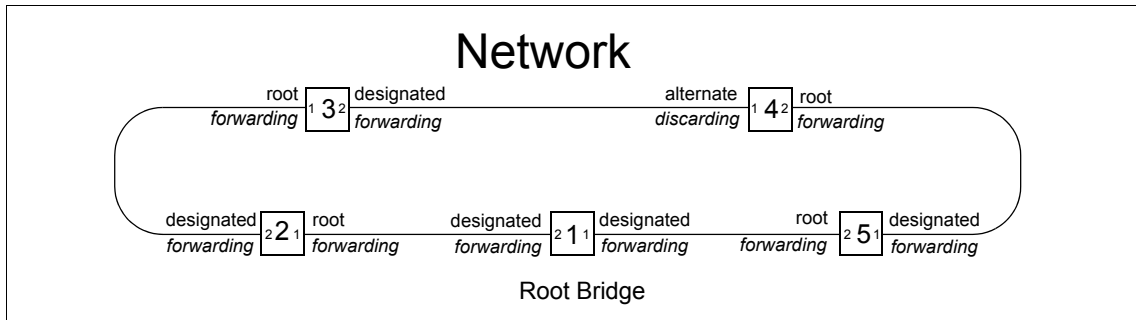 Network
root
forwarding
1 3 2
designated
forwarding
alternate
discarding
1 4 2
root
forwarding
designated
forwarding
2 2 1
root
forwarding
designated
forwarding
2 1 1
designated
forwarding
root
forwarding
2 5 1
designated
forwarding
Root Bridge